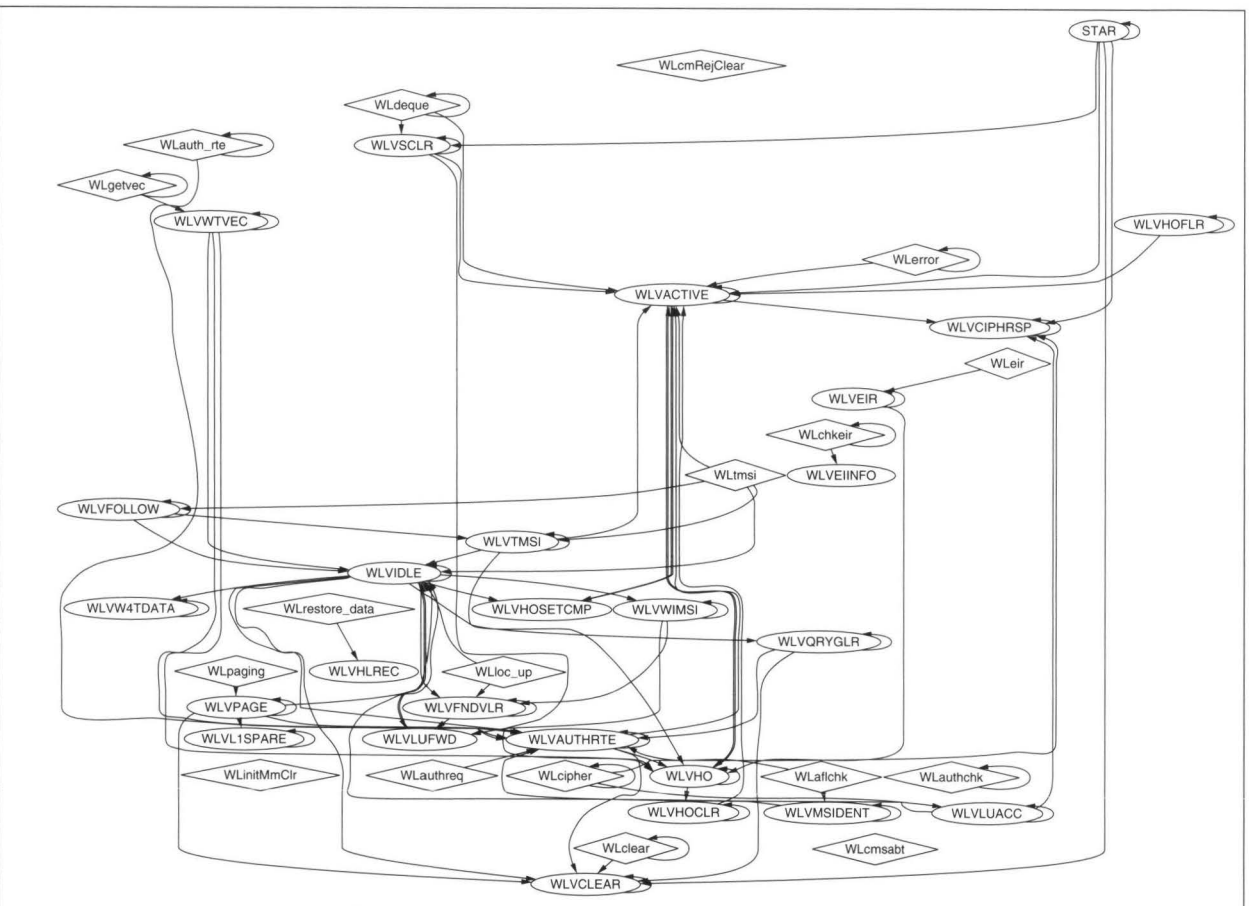 STAR
WLcmRejClear
WLdeque
WLVSCLR
WLauth_rte
WLgetvec
WLVWTVEC
WLVHOFLR
WLerror
WLVACTIVE
WLVCIPHRSP
WLeir
WLVEIR
WLchkeir
WLVEIINFO
WLtmsi
WLVFOLLOW
WLVTMSI
WLVIDLE
WLVW4TDATA
WLrestore_data
WLVHOSETCMP
WLVWIMSI
WLVQRYGLR
WLpaging
WLVHLREC
WLloc_up
WLVPAGE
WLVFNDVLR
WLVL1SPARE
WLVLUFWD
WLVAUTHRTE
WLinitMmClr
WLauthreq
WLcipher
WLVHO
WLaflchk
WLauthchk
WLVHOCLR
WLVMSIDENT
WLVLUACC
WLclear
WLcmsabt
WLVCLEAR